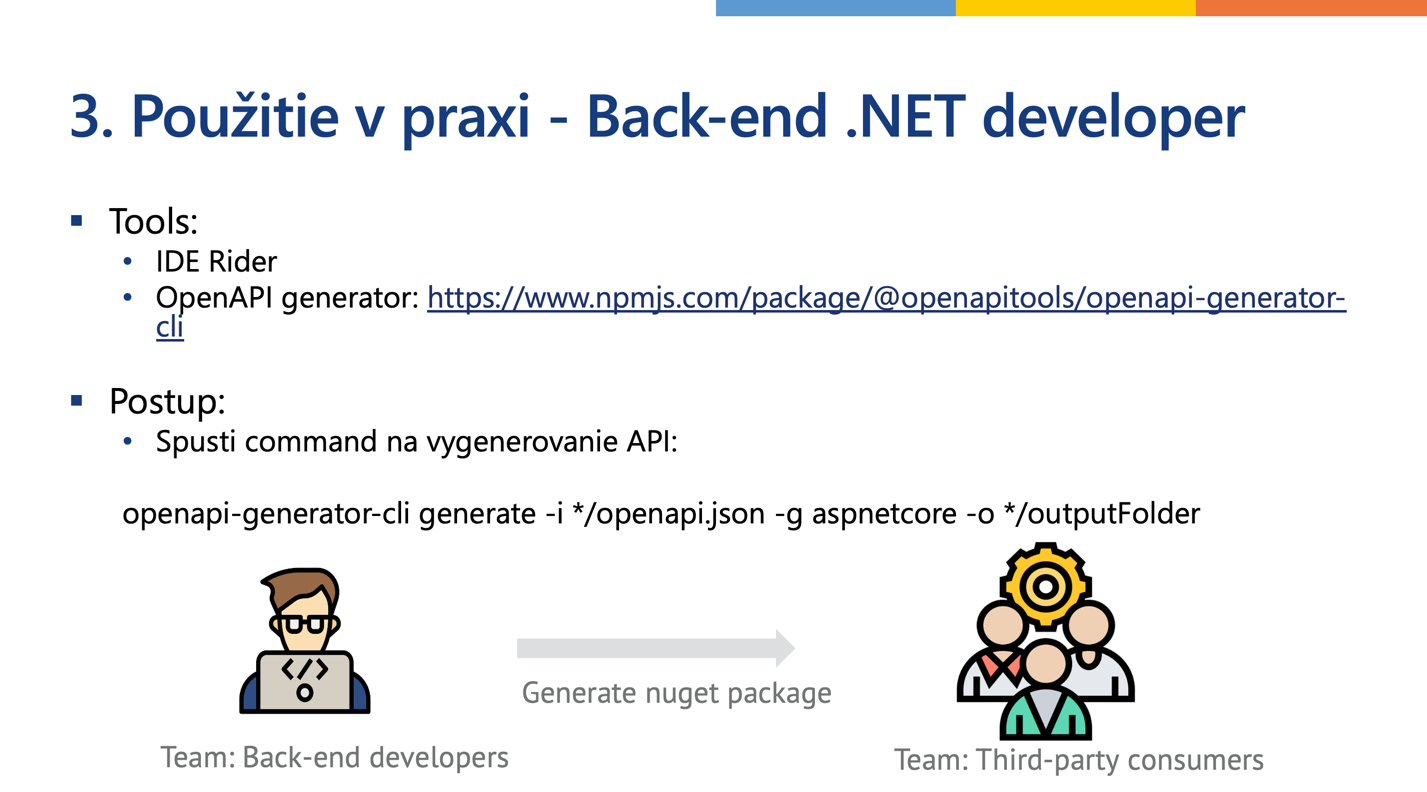 3. Použitie v praxi - Back-end .NET developer
▪ Tools:
• IDE Rider
• OpenAPI generator: https://www.npmjs.com/package/@openapitools/openapi-generator-
cli
▪ Postup:
• Spusti command na vygenerovanie API:
openapi-generator-cli generate -i */openapi.json -g aspnetcore -o */outputFolder
</>
Generate nuget package
Team: Back-end developers
Team: Third-party consumers